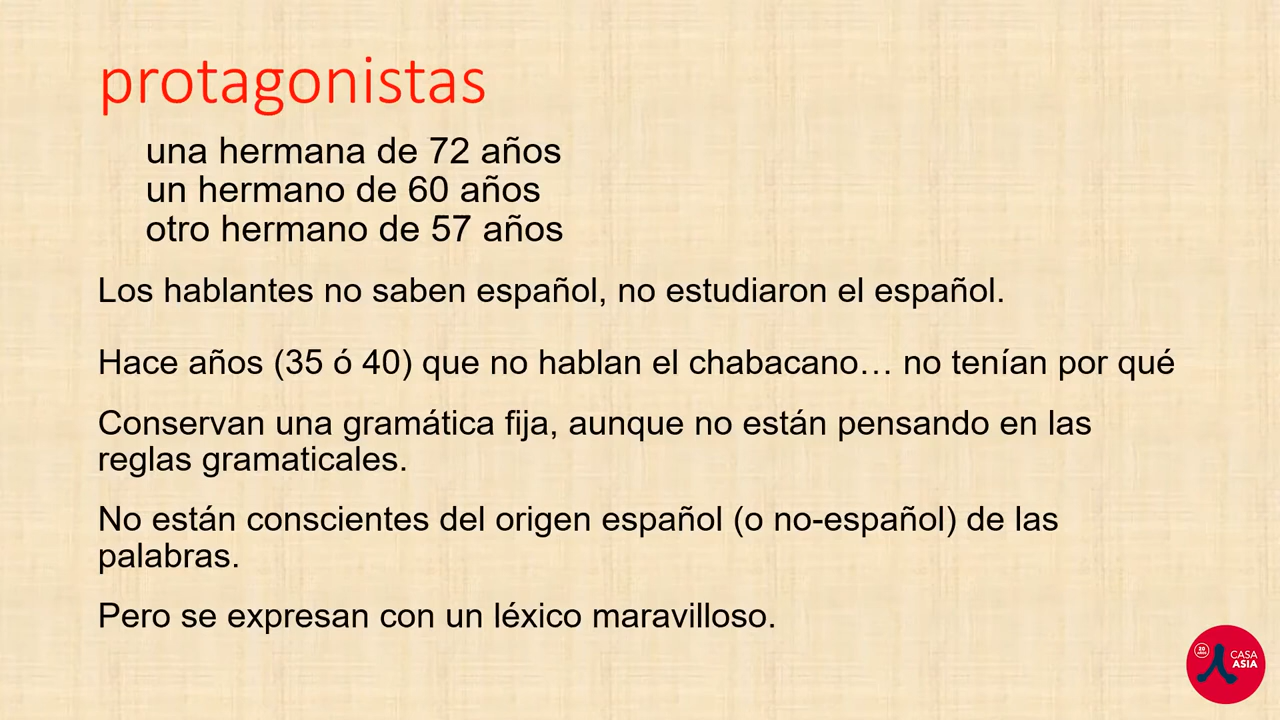 protagonistas
una hermana de 72 años
un hermano de 60 años
otro hermano de 57 años
Los hablantes no saben español, no estudiaron el español.
Hace años (35 ó 40) que no hablan el chabacano… no tenían por qué
Conservan una gramática fija, aunque no están pensando en las
reglas gramaticales.
No están conscientes del origen español (o no-español) de las
palabras.
Pero se expresan con un léxico maravilloso.
20
años
CASA
ASIA